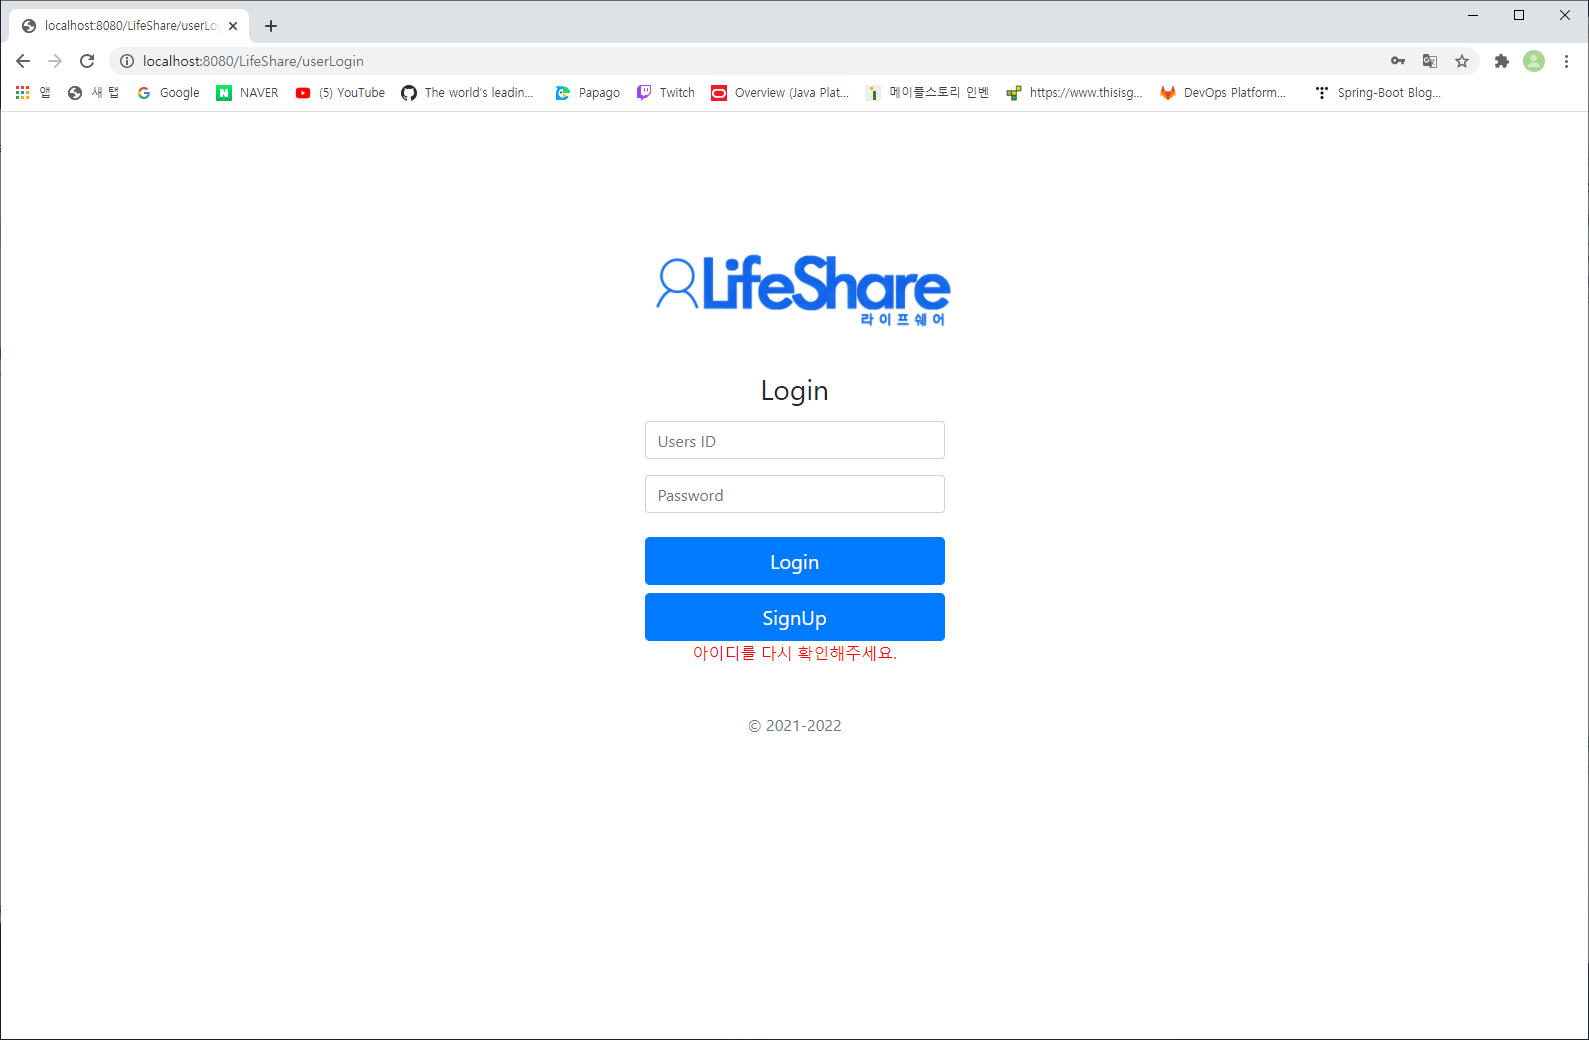 localhost:8080/LifeShare/userLo
localhost:8080/LifeShare/userLogin
앱 새 탭 Google NAVER (5) YouTube The world's leadin... Papago Twitch Overview (Java Plat... 메이플스토리 인벤 https://www.thisisg... DevOps Platform... Spring-Boot Blog...
LifeShare
라이프쉐어
Login
Users ID
Password
Login
SignUp
아이디를 다시 확인해주세요.
© 2021-2022